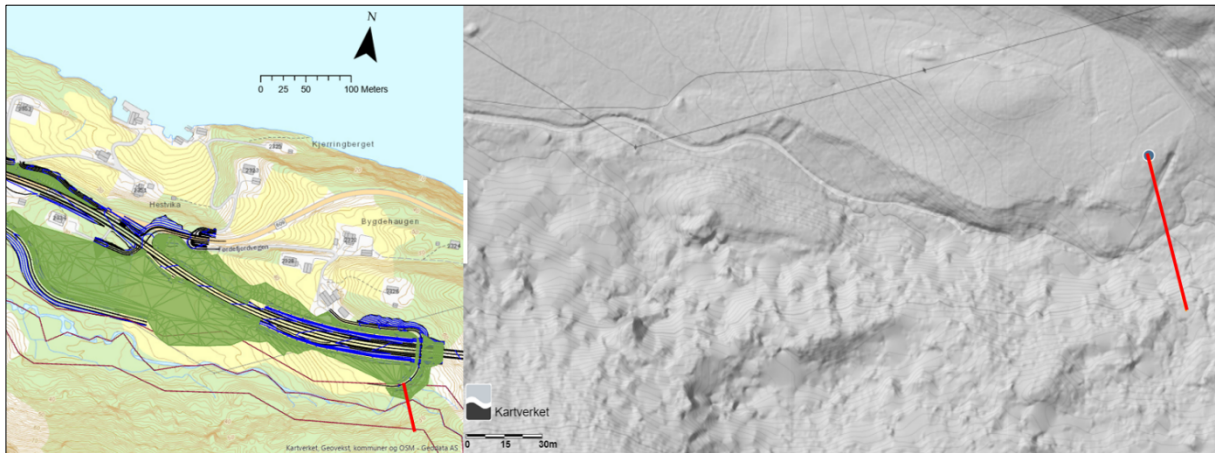 N
0 25 50 100 Meters
Kjerringberget
Hestvika
Bygdehaugen
Førdefjordvegen
Kartverket, Geovekst, kommuner og OSM - Geodata AS
Kartverket
0 15 30m